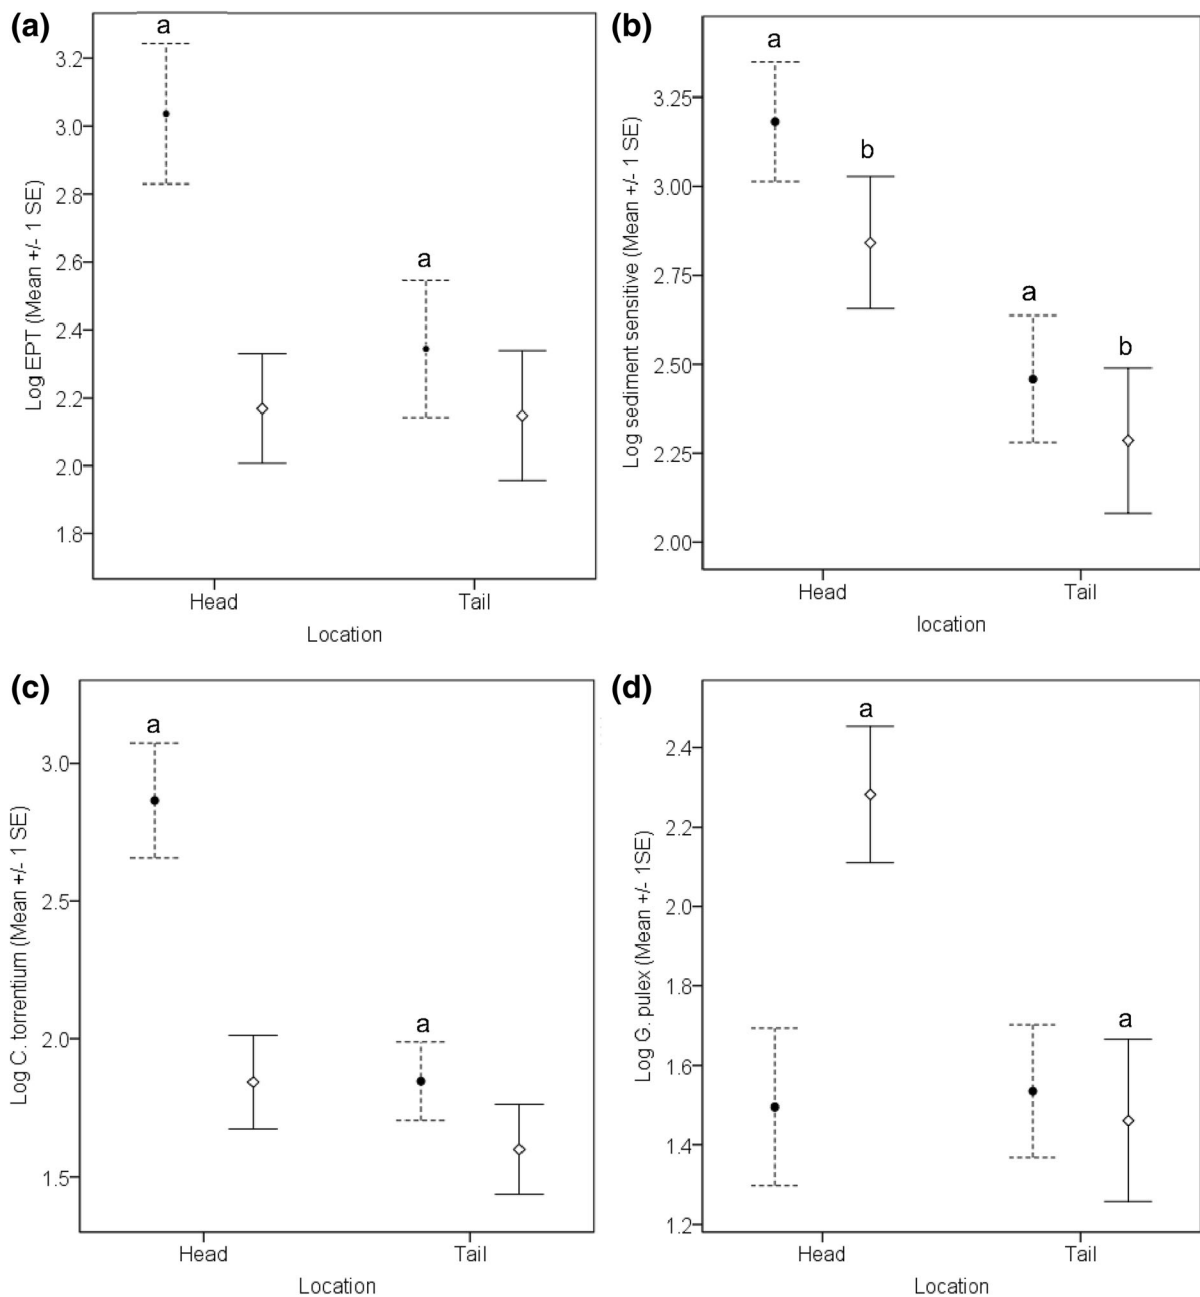 (a)
Log EPT (Mean +/- 1 SE)
3.2
3.0
2.8
2.6
2.4
2.2
2.0
1.8
a
a
Head
Tail
Location
(b)
Log sediment sensitive (Mean +/- 1 SE)
3.25
3.00
2.75
2.50
2.25
2.00
a
b
a
b
Head
Tail
location
(c)
Log C. torrentium (Mean +/- 1 SE)
3.0
2.5
2.0
1.5
a
a
Head
Tail
Location
(d)
Log G. pulex (Mean +/- 1SE)
2.4
2.2
2.0
1.8
1.6
1.4
1.2
a
a
Head
Tail
Location